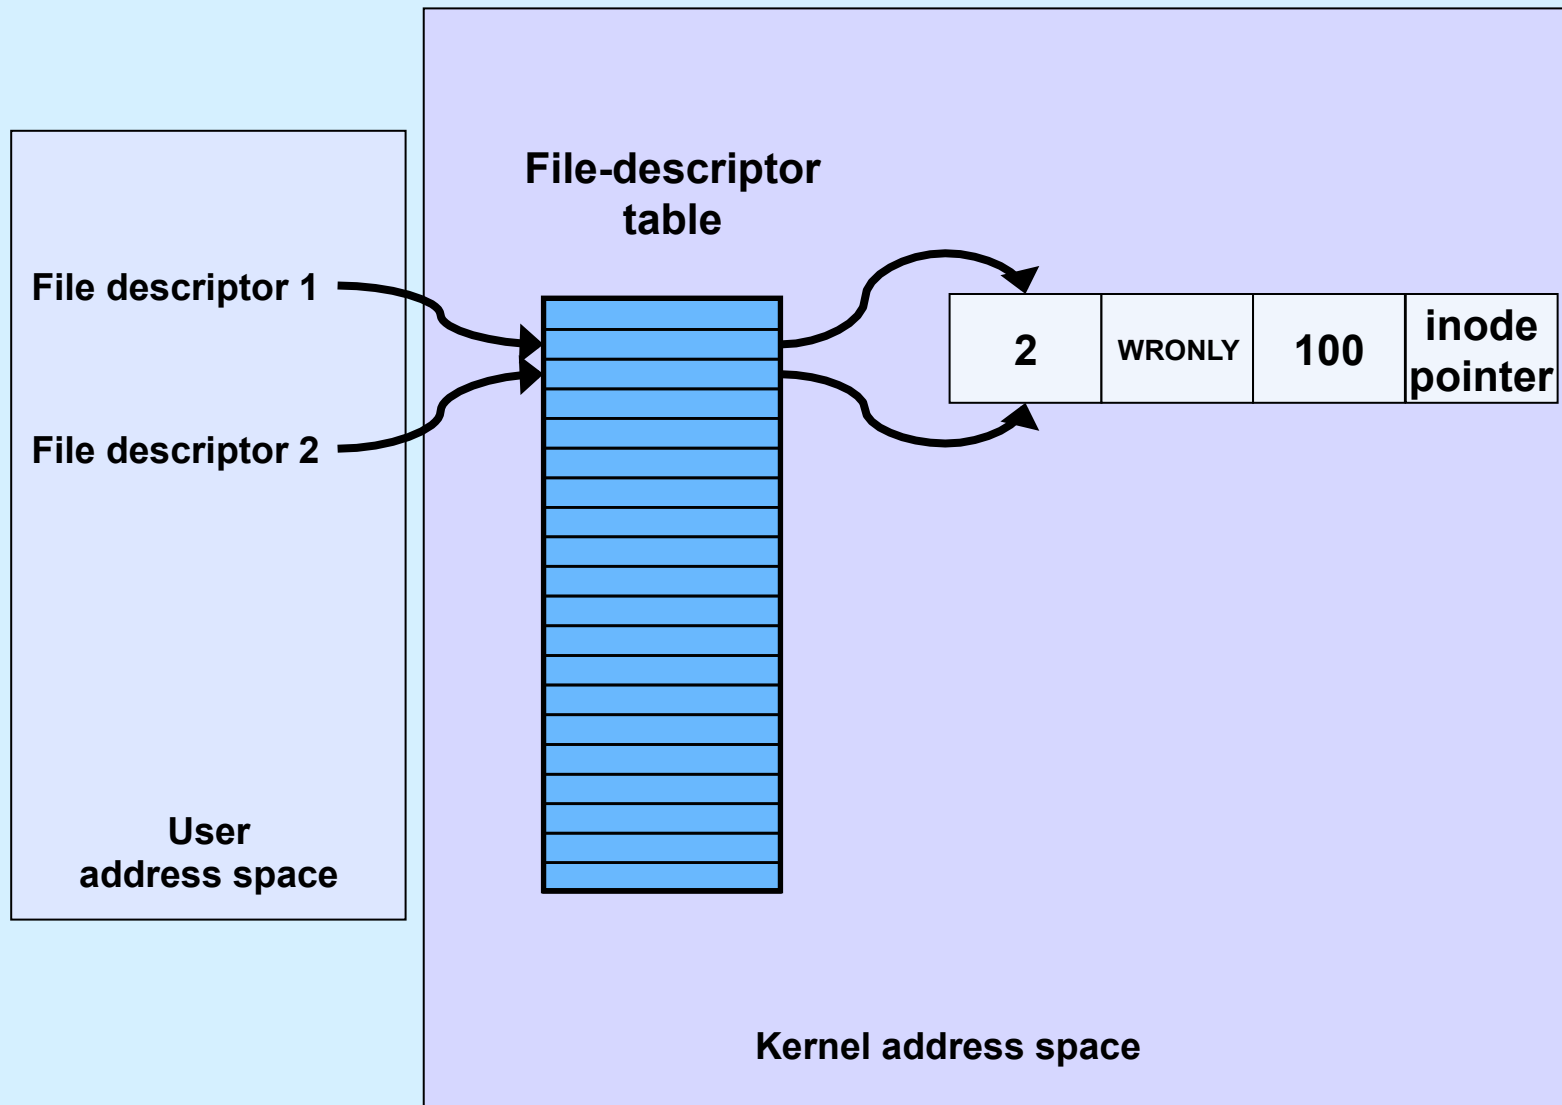 File-descriptor
table
File descriptor 1
File descriptor 2
2
WRONLY
100
inode
pointer
User
address space
Kernel address space